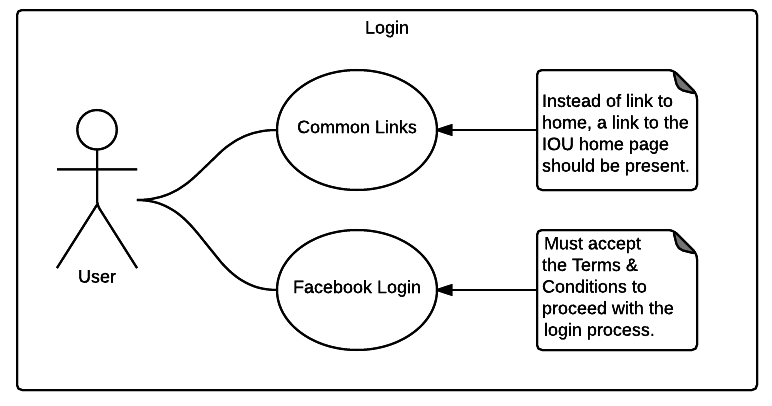 Login
Common Links
Instead of link to
home, a link to the
IOU home page
should be present.
User
Facebook Login
Must accept
the Terms &
Conditions to
proceed with the
login process.